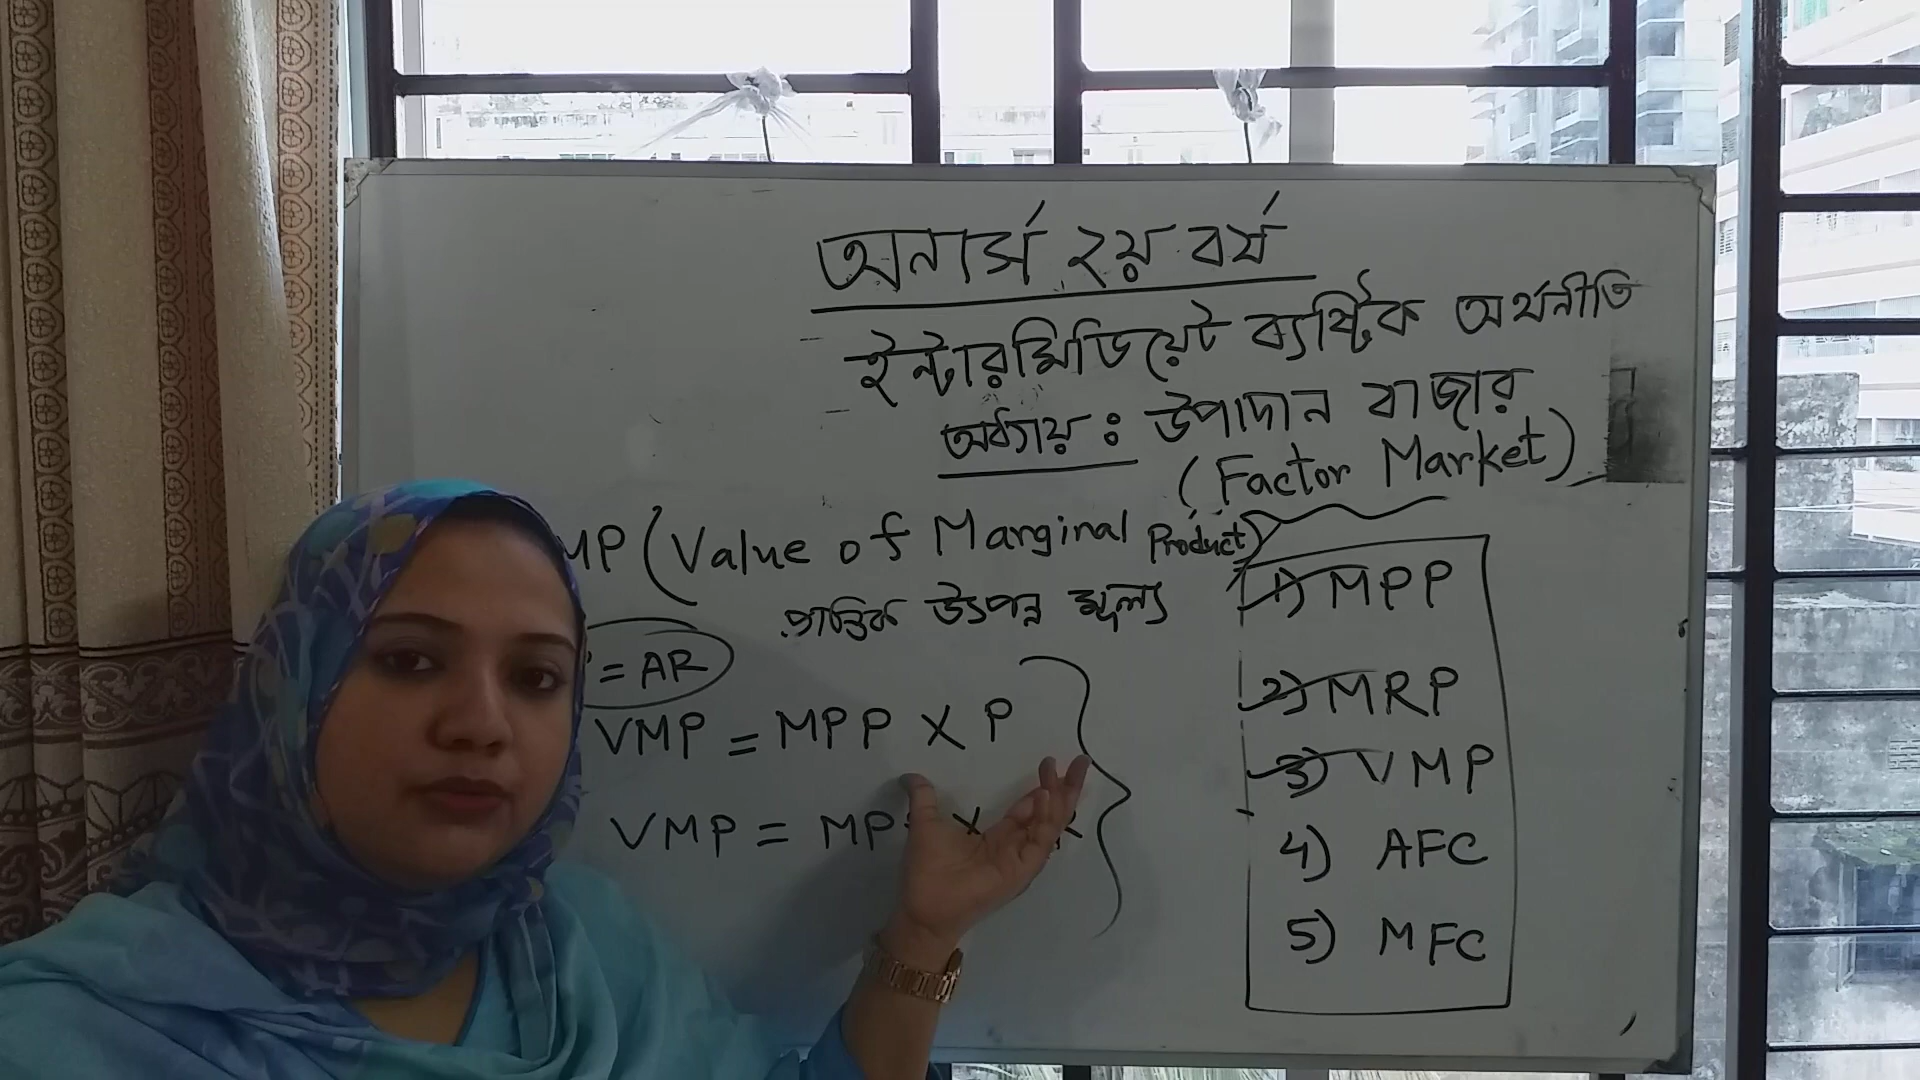 অনার্স ২য় বর্ষ
ইন্টারমিডিয়েট ব্যষ্টিক অর্থনীতি
অধ্যায় : উপাদান বাজার
(Factor Market)
MP (Value of Marginal Product)
প্রান্তিক উৎপন্ন মূল্য
= AR
VMP = MPP X P
VMP = MP X
1) MPP
2) MRP
3) VMP
4) AFC
5) MFC